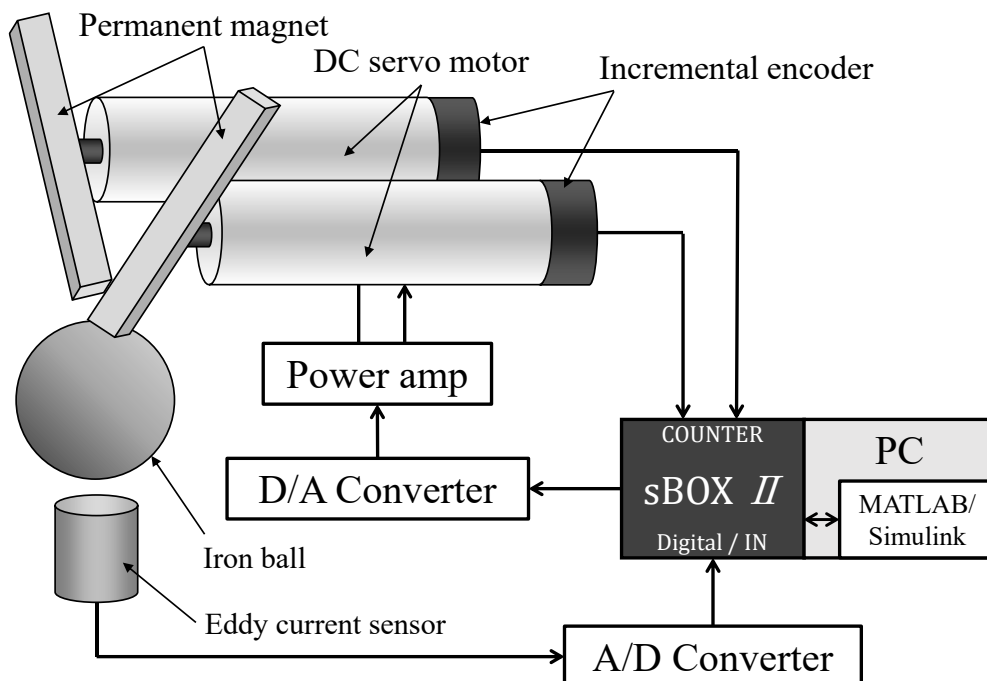 Permanent magnet
DC servo motor
Incremental encoder
Power amp
COUNTER
PC
D/A Converter
sBOX Ⅱ
MATLAB/
Simulink
Digital / IN
Iron ball
Eddy current sensor
A/D Converter